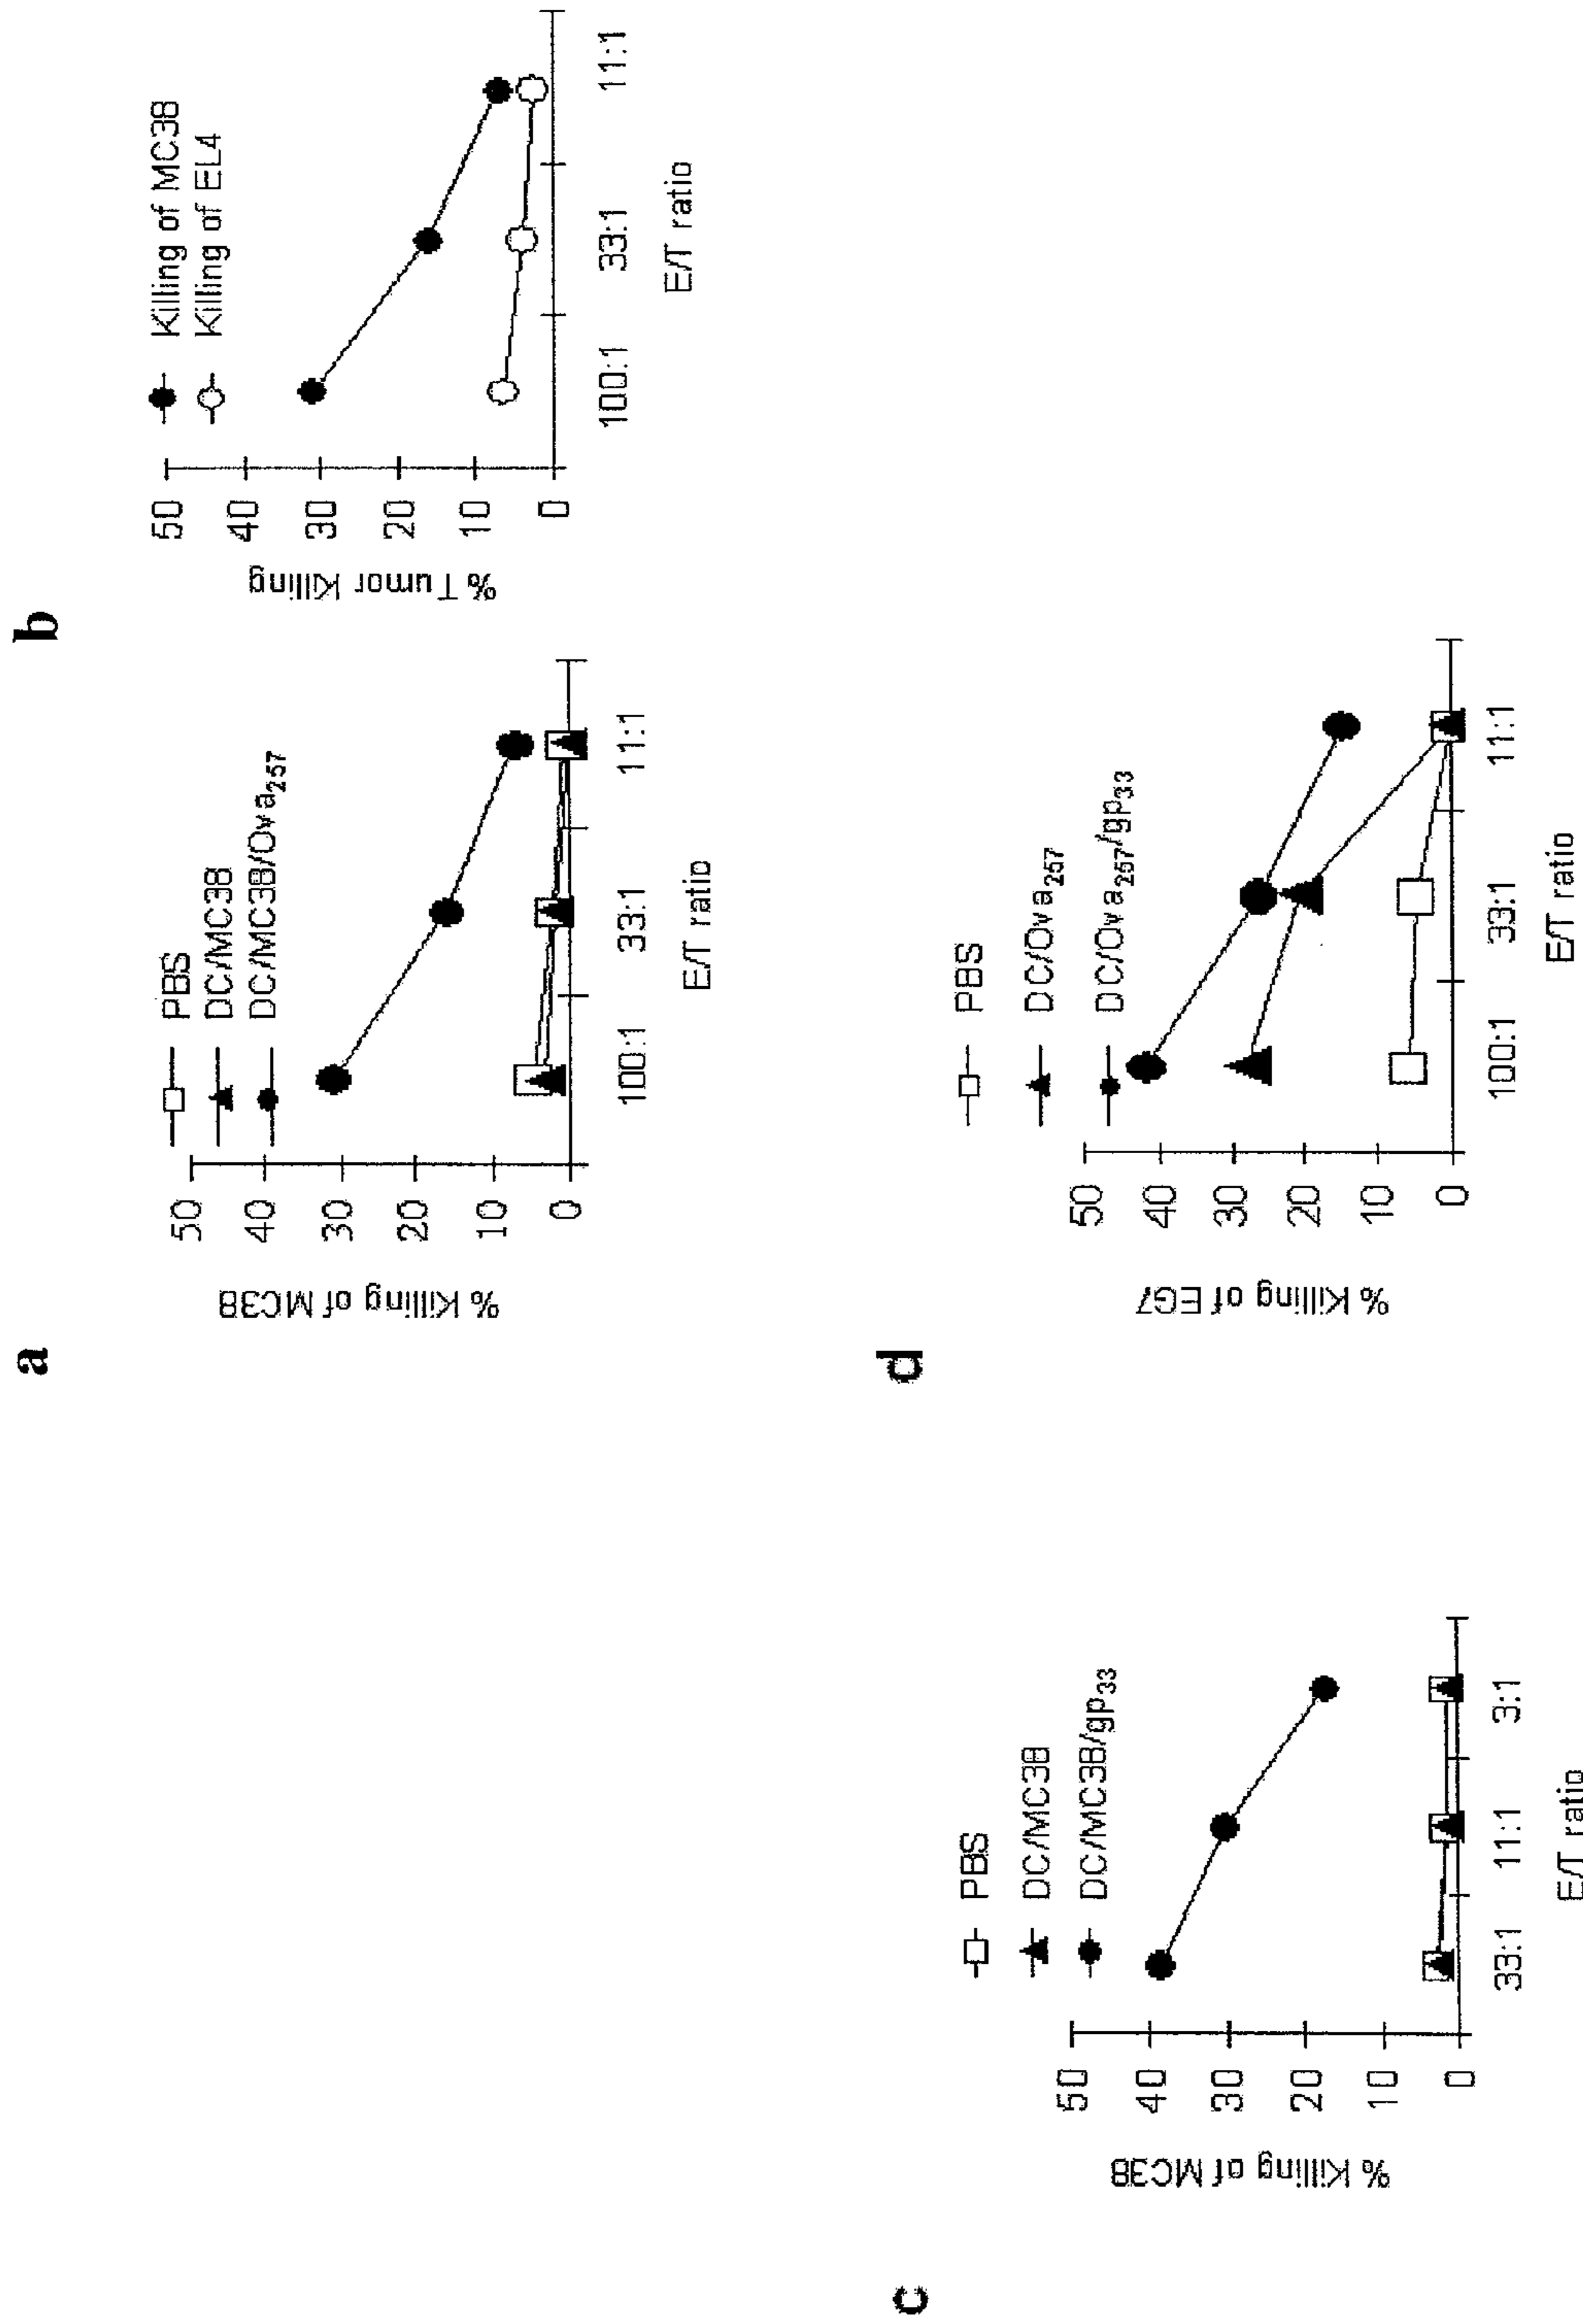 a
% Killing of MC38
50
40
30
20
10
0
PBS
DC/MC38
DC/MC38/Ova257
100:1 33:1 11:1
E/T ratio
b
% Tumor Killing
50
40
30
20
10
0
Killing of MC38
Killing of EL4
100:1 33:1 11:1
E/T ratio
c
% Killing of MC38
50
40
30
20
10
0
PBS
DC/MC38
DC/MC38/gp33
33:1 11:1 3:1
E/T ratio
d
% Killing of EG7
50
40
30
20
10
0
PBS
DC/Ova257
DC/Ova257/gp33
100:1 33:1 11:1
E/T ratio